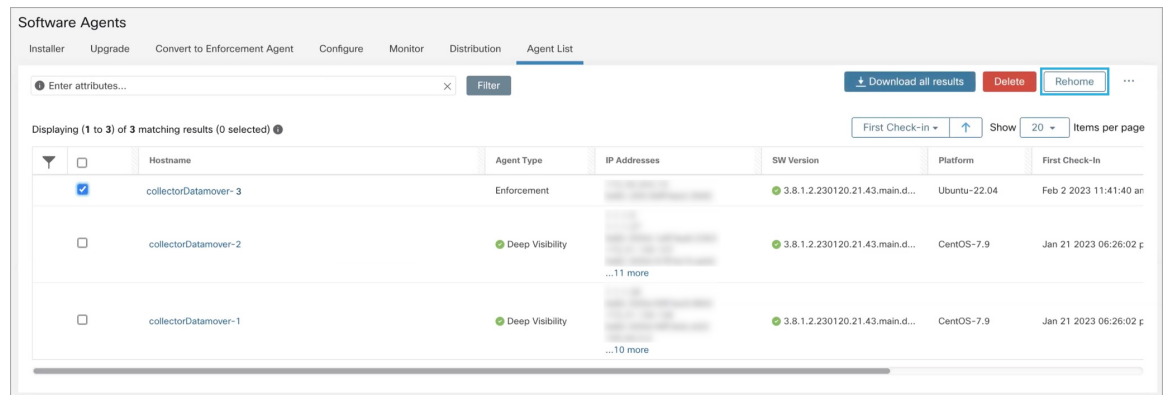 Software Agents
Installer Upgrade Convert to Enforcement Agent Configure Monitor Distribution Agent List
Enter attributes... × Filter Download all results Delete Rehome ...
Displaying (1 to 3) of 3 matching results (0 selected) First Check-in Show 20 Items per page
Hostname Agent Type IP Addresses SW Version Platform First Check-In
collectorDatamover- 3 Enforcement 3.8.1.2.230120.21.43.main.d... Ubuntu-22.04 Feb 2 2023 11:41:40 an
collectorDatamover-2 Deep Visibility 3.8.1.2.230120.21.43.main.d... CentOS-7.9 Jan 21 2023 06:26:02 p
...11 more
collectorDatamover-1 Deep Visibility 3.8.1.2.230120.21.43.main.d... CentOS-7.9 Jan 21 2023 06:26:02 p
...10 more